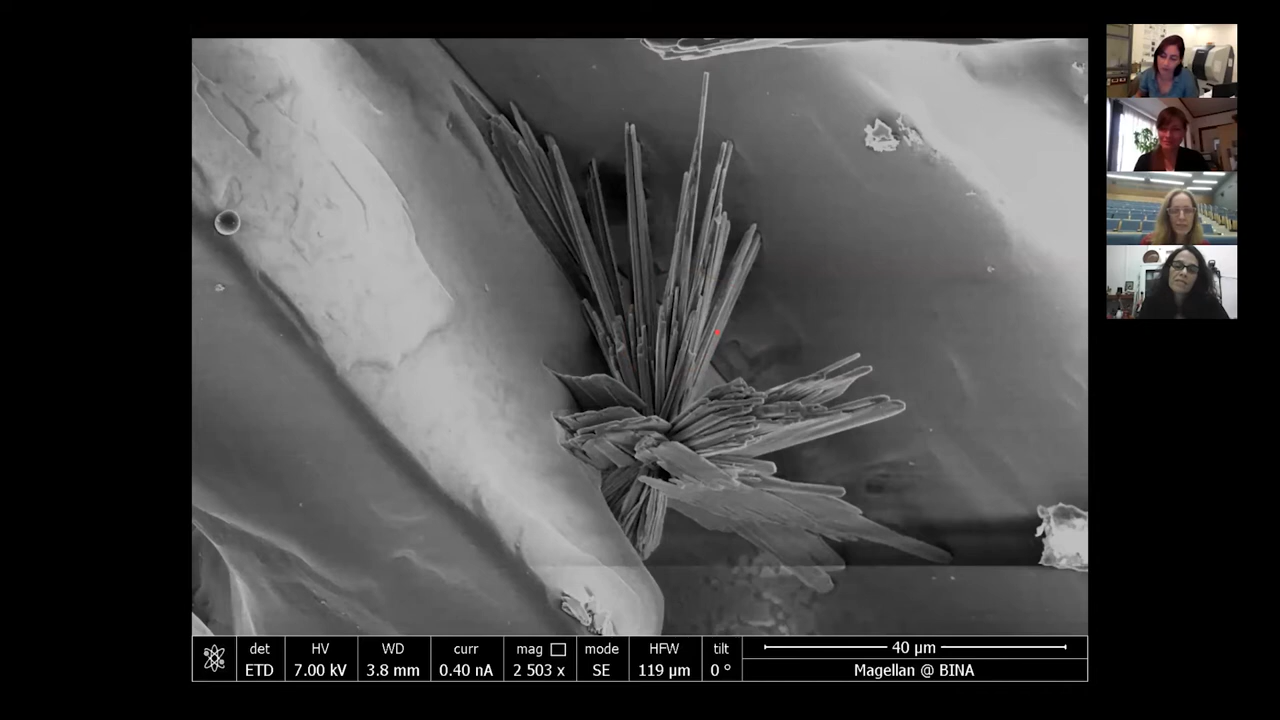 det HV WD curr mag mode HFW tilt 40 µm
ETD 7.00 kV 3.8 mm 0.40 nA 2 503 x SE 119 µm 0 ° Magellan @ BINA